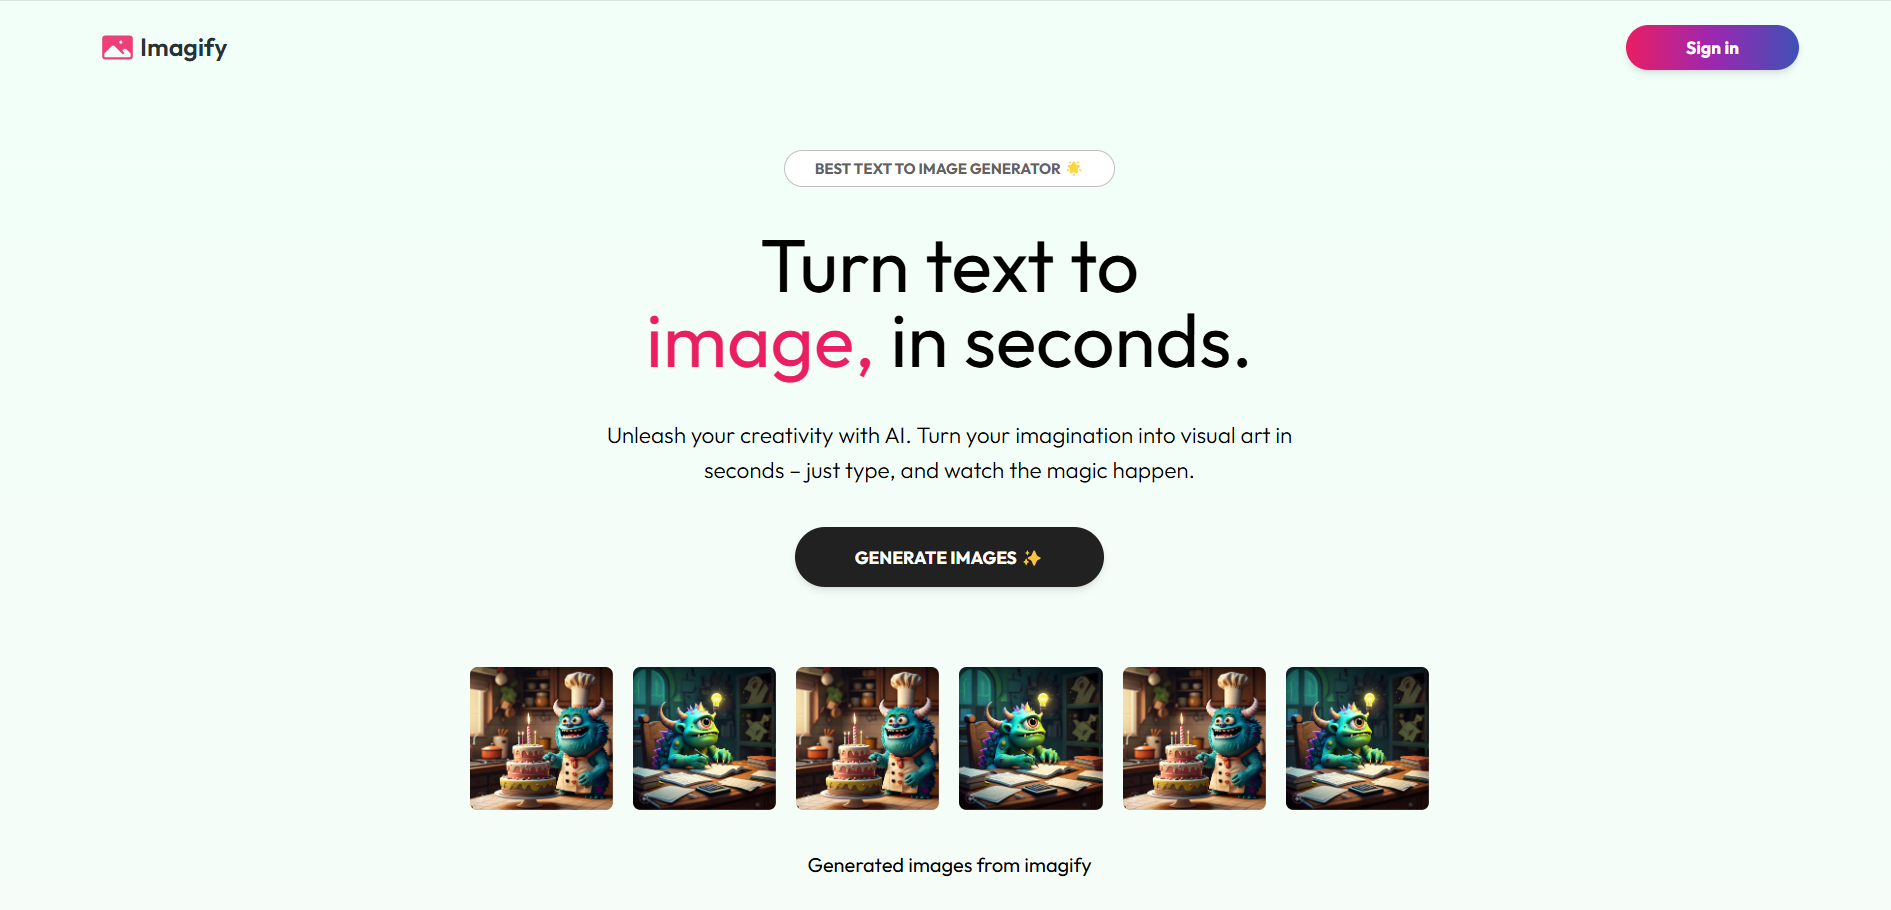 Imagify
Sign in
BEST TEXT TO IMAGE GENERATOR 🌟
Turn text to
image, in seconds.
Unleash your creativity with AI. Turn your imagination into visual art in
seconds – just type, and watch the magic happen.
GENERATE IMAGES ✨
Generated images from imagify